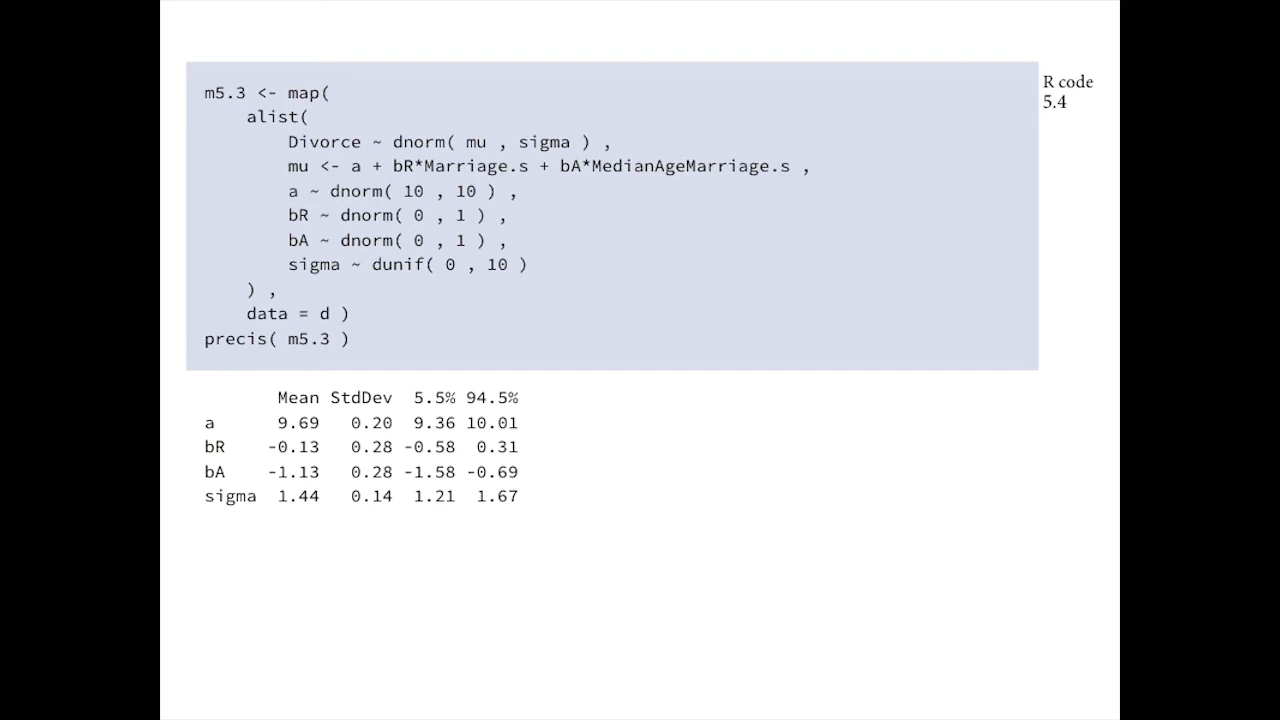 m5.3 <- map(
    alist(
        Divorce ~ dnorm( mu , sigma ) ,
        mu <- a + bR*Marriage.s + bA*MedianAgeMarriage.s ,
        a ~ dnorm( 10 , 10 ) ,
        bR ~ dnorm( 0 , 1 ) ,
        bA ~ dnorm( 0 , 1 ) ,
        sigma ~ dunif( 0 , 10 )
    ) ,
    data = d )
precis( m5.3 )
R code
5.4
       Mean StdDev  5.5% 94.5%
a      9.69   0.20  9.36 10.01
bR    -0.13   0.28 -0.58  0.31
bA    -1.13   0.28 -1.58 -0.69
sigma  1.44   0.14  1.21  1.67